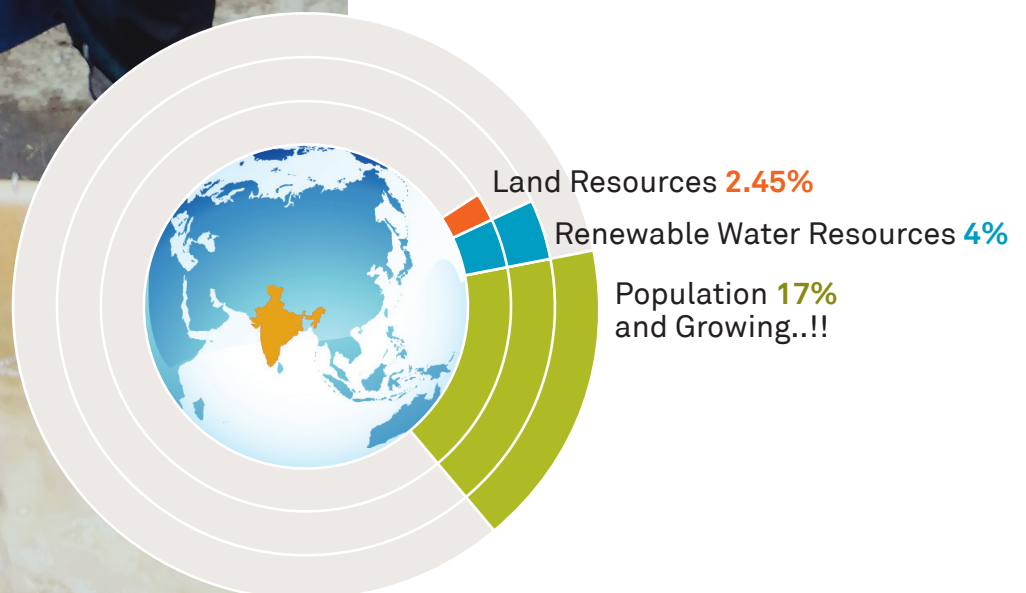 Land Resources 2.45%
Renewable Water Resources 4%
Population 17%
and Growing..!!